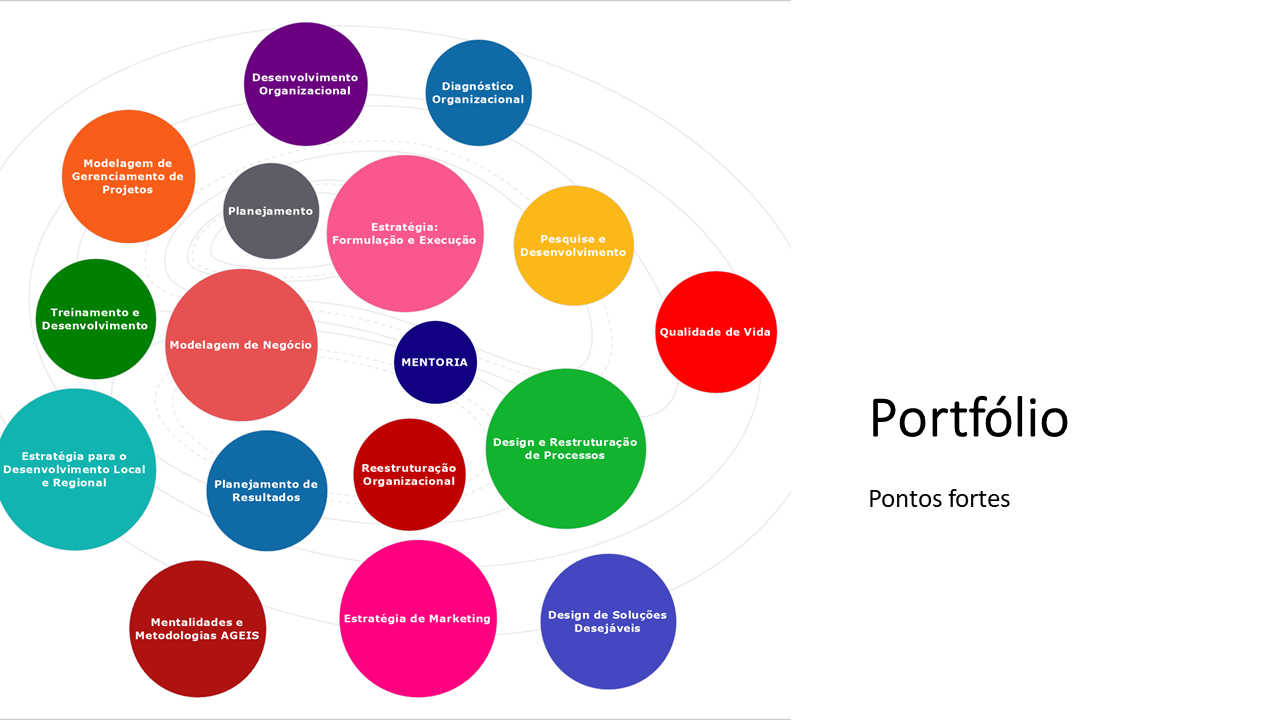 Desenvolvimento
Organizacional
Diagnóstico
Organizacional
Modelagem de
Gerenciamento de
Projetos
Planejamento
Estratégia:
Formulação e Execução
Pesquise e
Desenvolvimento
Treinamento e
Desenvolvimento
Modelagem de Negócio
MENTORIA
Qualidade de Vida
Estratégia para o
Desenvolvimento Local
e Regional
Planejamento de
Resultados
Reestruturação
Organizacional
Design e Restruturação
de Processos
Mentalidades e
Metodologias AGEIS
Estratégia de Marketing
Design de Soluções
Desejáveis
Portfólio
Pontos fortes